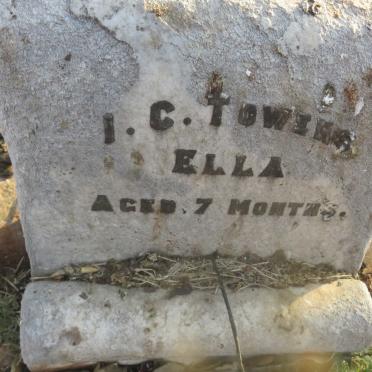 I. C. TOWERS
ELLA
AGED 7 MONTHS.